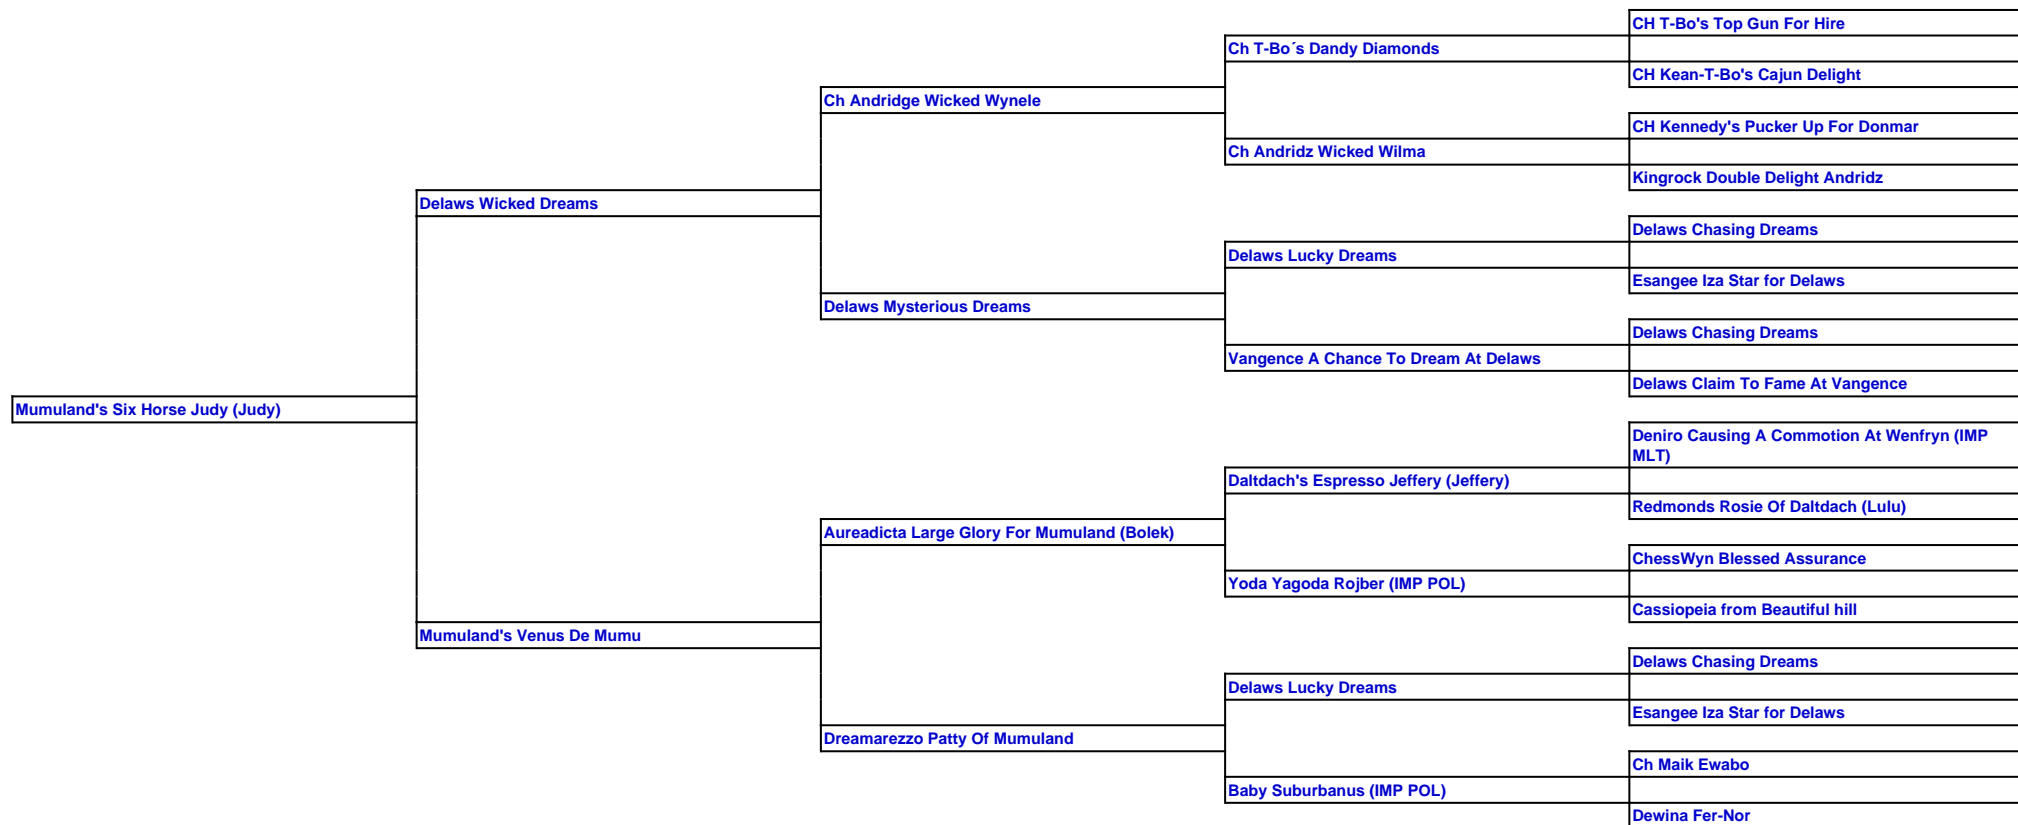 CH T-Bo's Top Gun For Hire
Ch T-Bo´s Dandy Diamonds
CH Kean-T-Bo's Cajun Delight
Ch Andridge Wicked Wynele
CH Kennedy's Pucker Up For Donmar
Ch Andridz Wicked Wilma
Kingrock Double Delight Andridz
Delaws Wicked Dreams
Delaws Chasing Dreams
Delaws Lucky Dreams
Esangee Iza Star for Delaws
Delaws Mysterious Dreams
Delaws Chasing Dreams
Vangence A Chance To Dream At Delaws
Delaws Claim To Fame At Vangence
Mumuland's Six Horse Judy (Judy)
Deniro Causing A Commotion At Wenfryn (IMP
MLT)
Daltdach's Espresso Jeffery (Jeffery)
Redmonds Rosie Of Daltdach (Lulu)
Aureadicta Large Glory For Mumuland (Bolek)
ChessWyn Blessed Assurance
Yoda Yagoda Rojber (IMP POL)
Cassiopeia from Beautiful hill
Mumuland's Venus De Mumu
Delaws Chasing Dreams
Delaws Lucky Dreams
Esangee Iza Star for Delaws
Dreamarezzo Patty Of Mumuland
Ch Maik Ewabo
Baby Suburbanus (IMP POL)
Dewina Fer-Nor